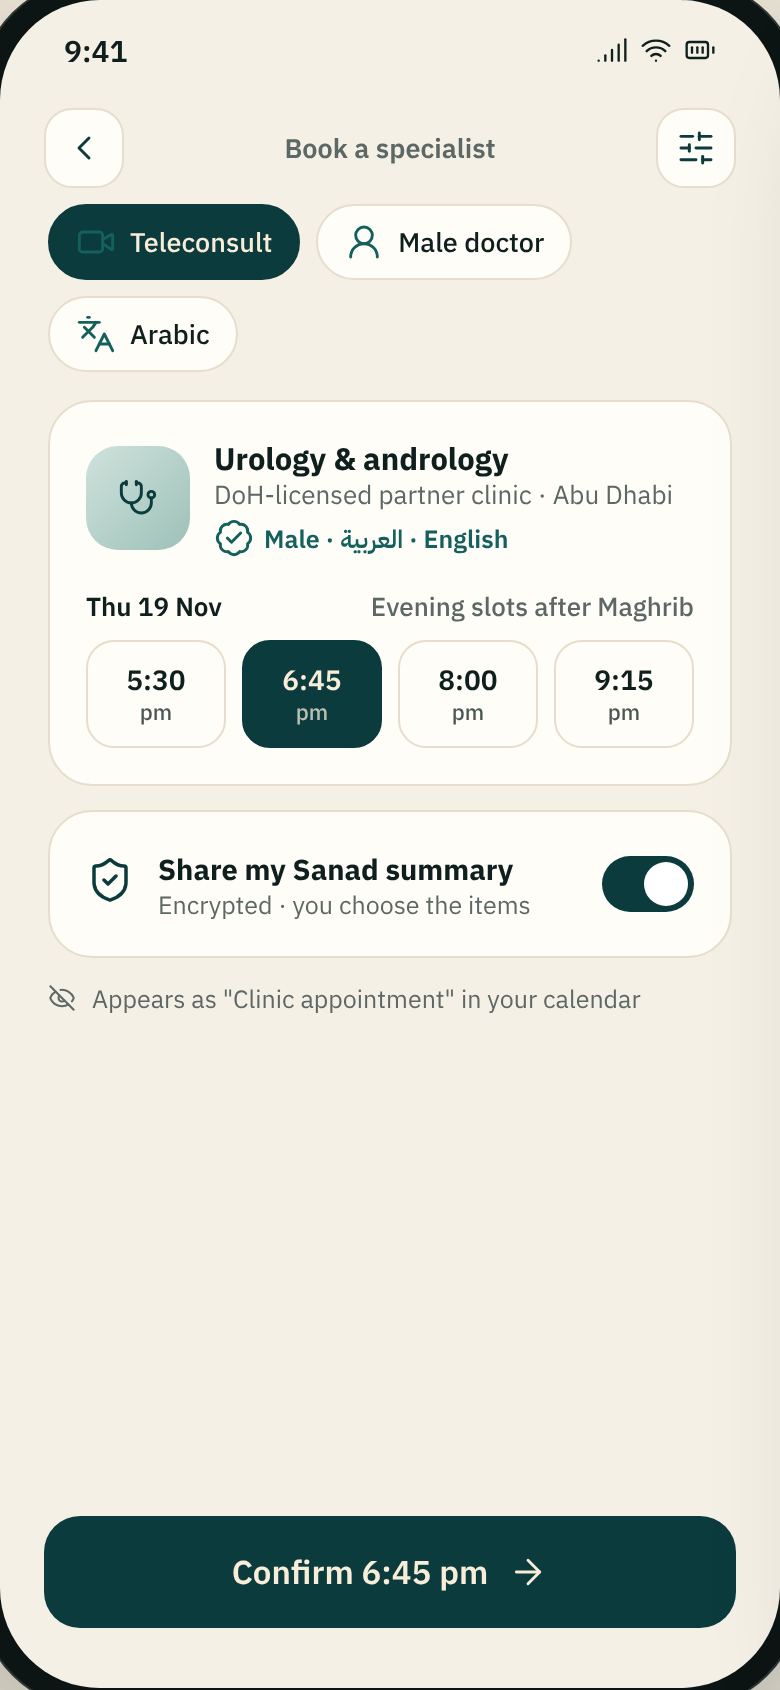 9:41
Book a specialist
Teleconsult
Male doctor
Arabic
Urology & andrology
DoH-licensed partner clinic · Abu Dhabi
Male · العربية · English
Thu 19 Nov
Evening slots after Maghrib
5:30 pm
6:45 pm
8:00 pm
9:15 pm
Share my Sanad summary
Encrypted · you choose the items
Appears as "Clinic appointment" in your calendar
Confirm 6:45 pm